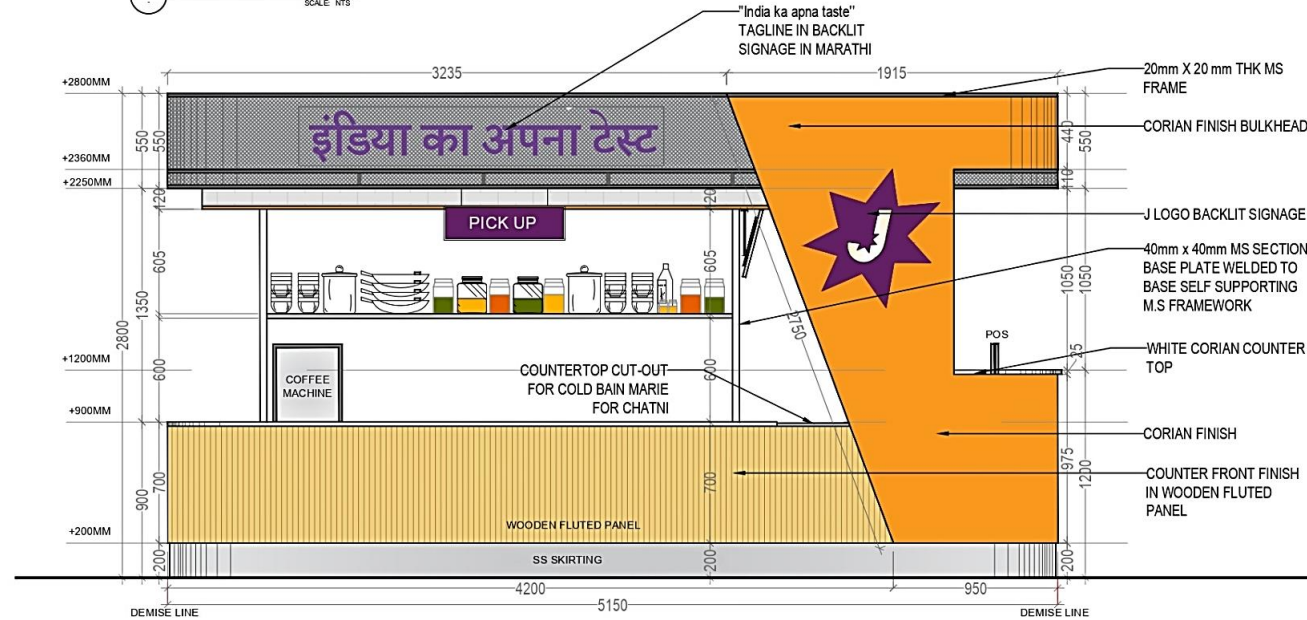 SCALE: NTS
"India ka apna taste"
TAGLINE IN BACKLIT
SIGNAGE IN MARATHI
3235
1915
+2800MM
20mm X 20 mm THK MS
FRAME
इंडिया का अपना टेस्ट
550
550
440
550
CORIAN FINISH BULKHEAD
+2360MM
+2250MM
110
120
120
PICK UP
J
J LOGO BACKLIT SIGNAGE
40mm x 40mm MS SECTION
BASE PLATE WELDED TO
BASE SELF SUPPORTING
M.S FRAMEWORK
605
605
1050
1050
2800
1350
2750
POS
25
+1200MM
WHITE CORIAN COUNTER
TOP
600
600
COFFEE
MACHINE
COUNTERTOP CUT-OUT
FOR COLD BAIN MARIE
FOR CHATNI
+900MM
CORIAN FINISH
900
700
700
975
1200
COUNTER FRONT FINISH
IN WOODEN FLUTED
PANEL
WOODEN FLUTED PANEL
+200MM
200
SS SKIRTING
200
200
4200
950
5150
DEMISE LINE
DEMISE LINE